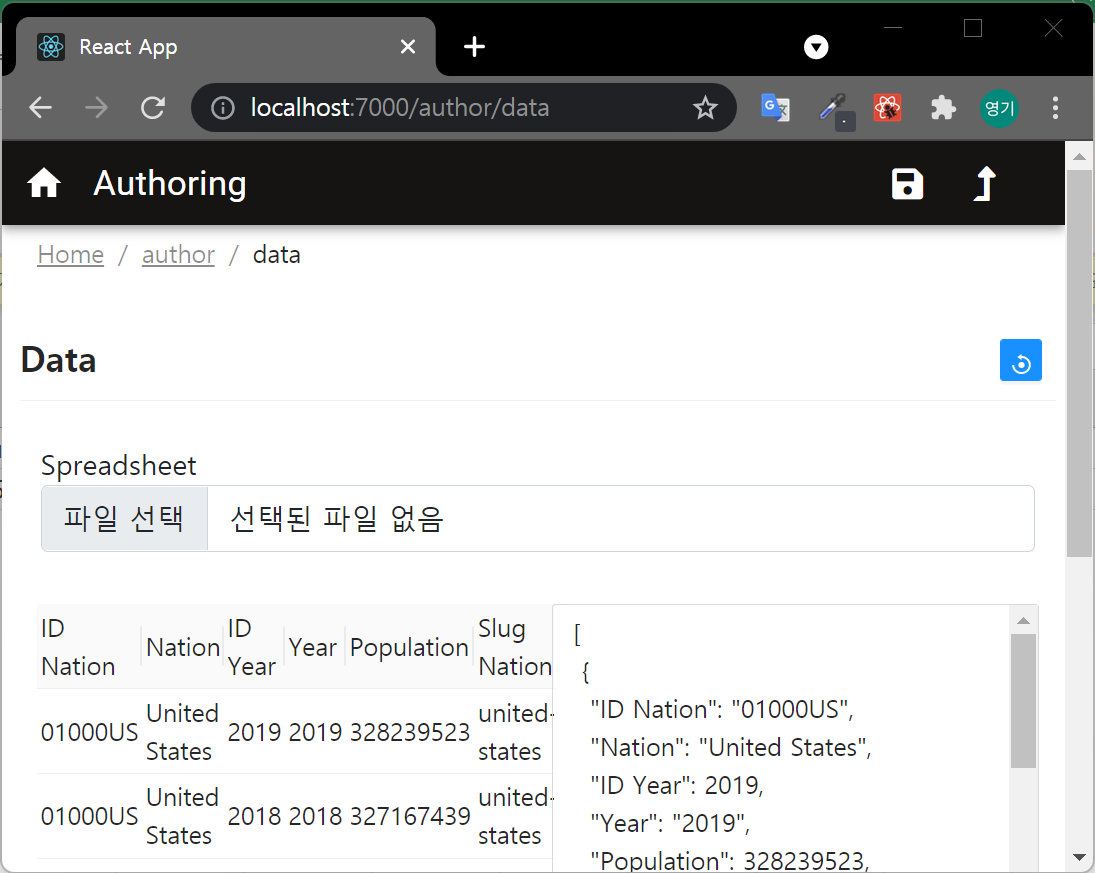 React App
localhost:7000/author/data
영기
Authoring
Home / author / data
Data
Spreadsheet
파일 선택 선택된 파일 없음
ID Nation Nation ID Year Year Population Slug Nation
01000US United States 2019 2019 328239523 united-states
01000US United States 2018 2018 327167439 united-states
[
{
"ID Nation": "01000US",
"Nation": "United States",
"ID Year": 2019,
"Year": "2019",
"Population": 328239523,